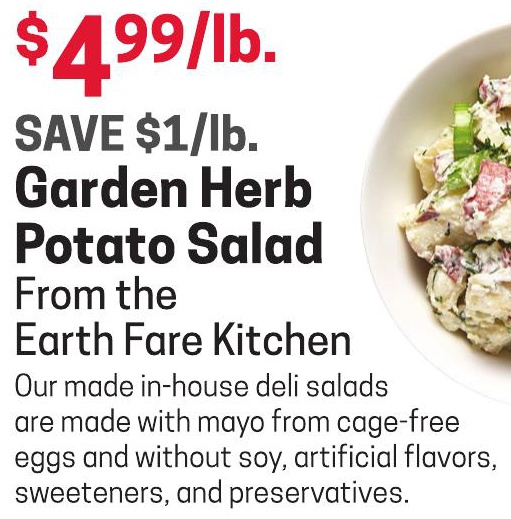 $4.99/lb.
SAVE $1/lb.
Garden Herb
Potato Salad
From the
Earth Fare Kitchen
Our made in-house deli salads
are made with mayo from cage-free
eggs and without soy, artificial flavors,
sweeteners, and preservatives.